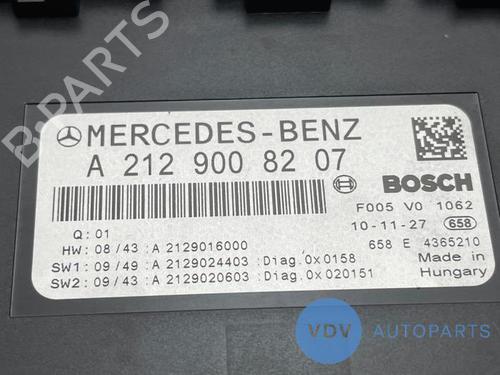 B-PARTS
MERCEDES-BENZ
A 212 900 82 07
BOSCH
F005 V0 1062
Q: 01
10-11-27 658
HW: 08/43 :A 2129016000
658 E 4365210
SW1: 09/49 :A 2129024403 :Diag.0x0158
Made in
SW2: 09/43 :A 2129020603 :Diag.0x020151
Hungary
VDV AUTOPARTS